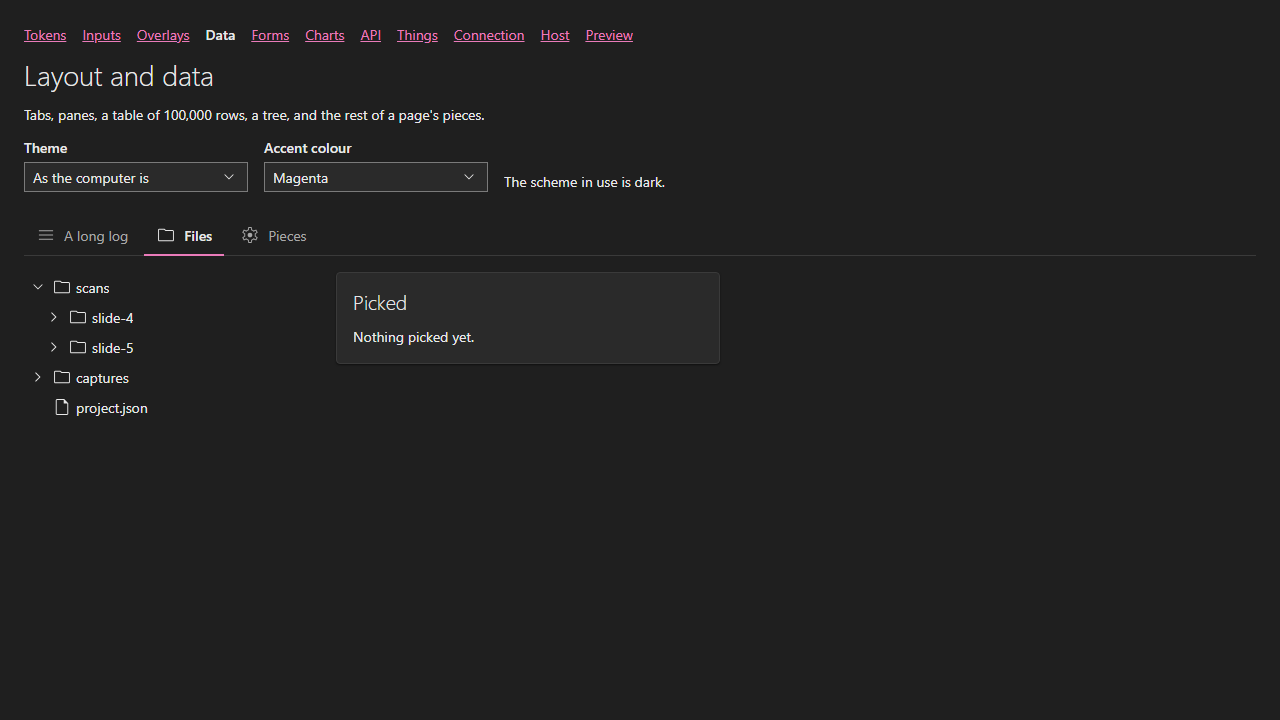 Tokens Inputs Overlays Data Forms Charts API Things Connection Host Preview
Layout and data
Tabs, panes, a table of 100,000 rows, a tree, and the rest of a page's pieces.
Theme Accent colour
As the computer is Magenta The scheme in use is dark.
A long log Files Pieces
scans
slide-4
slide-5
captures
project.json
Picked
Nothing picked yet.